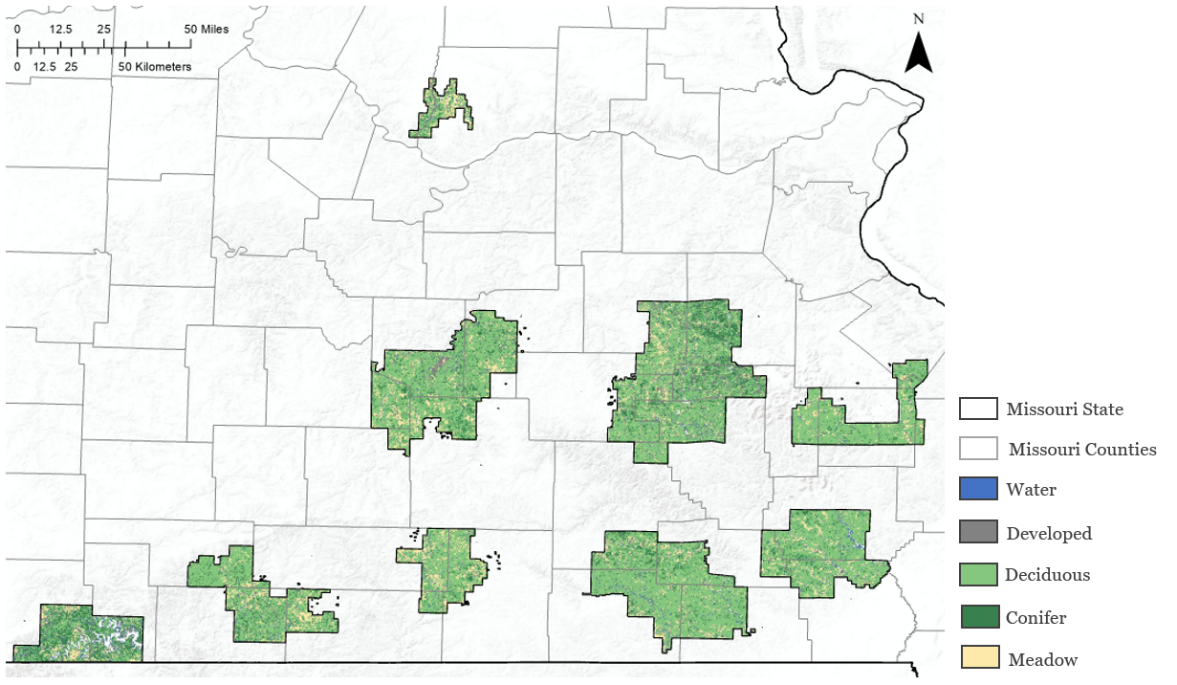 0 12.5 25 50 Miles
0 12.5 25 50 Kilometers
N
Missouri State
Missouri Counties
Water
Developed
Deciduous
Conifer
Meadow